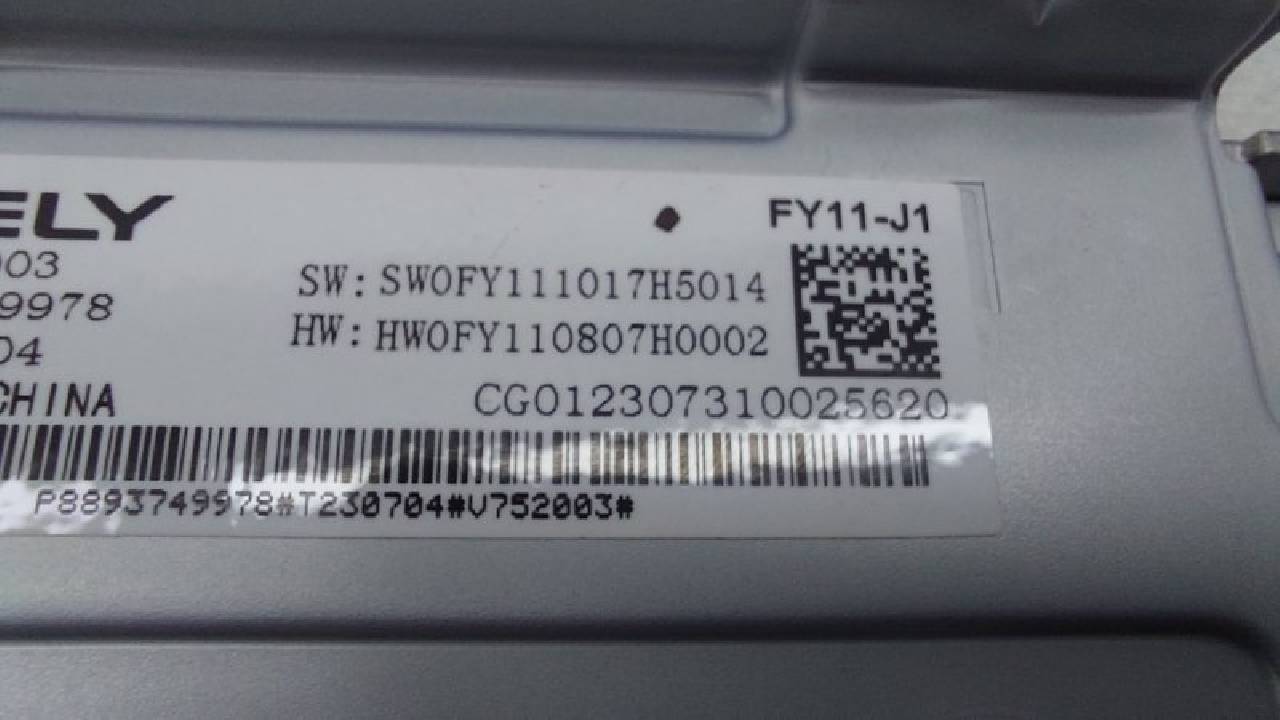 ELY
FY11-J1
003
SW: SW0FY111017H5014
9978
HW: HW0FY110807H0002
04
CHINA
CG012307310025620
P8893749978#T230704#V752003#